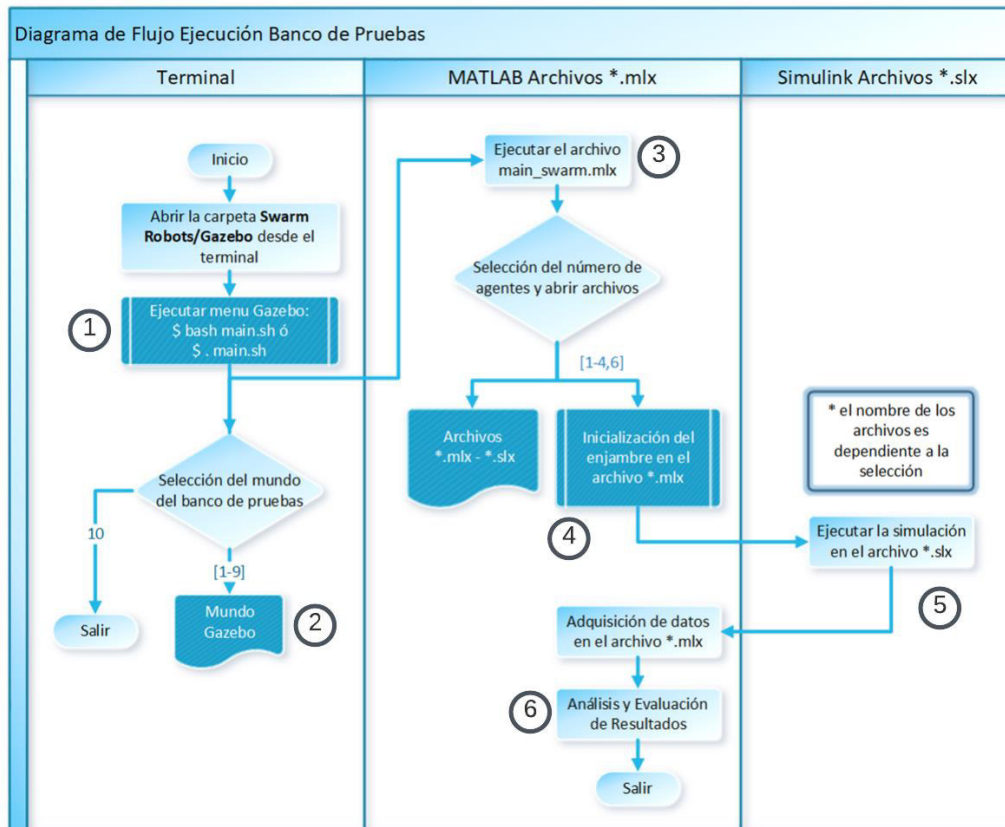 Diagrama de Flujo Ejecución Banco de Pruebas
Terminal
MATLAB Archivos *.mlx
Simulink Archivos *.slx
Inicio
Abrir la carpeta Swarm
Robots/Gazebo desde el
terminal
1
Ejecutar menu Gazebo:
$ bash main.sh ó
$ . main.sh
Selección del mundo
del banco de pruebas
10
[1-9]
Salir
Mundo
Gazebo
2
Ejecutar el archivo
main_swarm.mlx
3
Selección del número de
agentes y abrir archivos
[1-4,6]
Archivos
*.mlx - *.slx
Inicialización del
enjambre en el
archivo *.mlx
4
* el nombre de los
archivos es
dependiente a la
selección
Ejecutar la simulación
en el archivo *.slx
5
Adquisición de datos
en el archivo *.mlx
6
Análisis y Evaluación
de Resultados
Salir